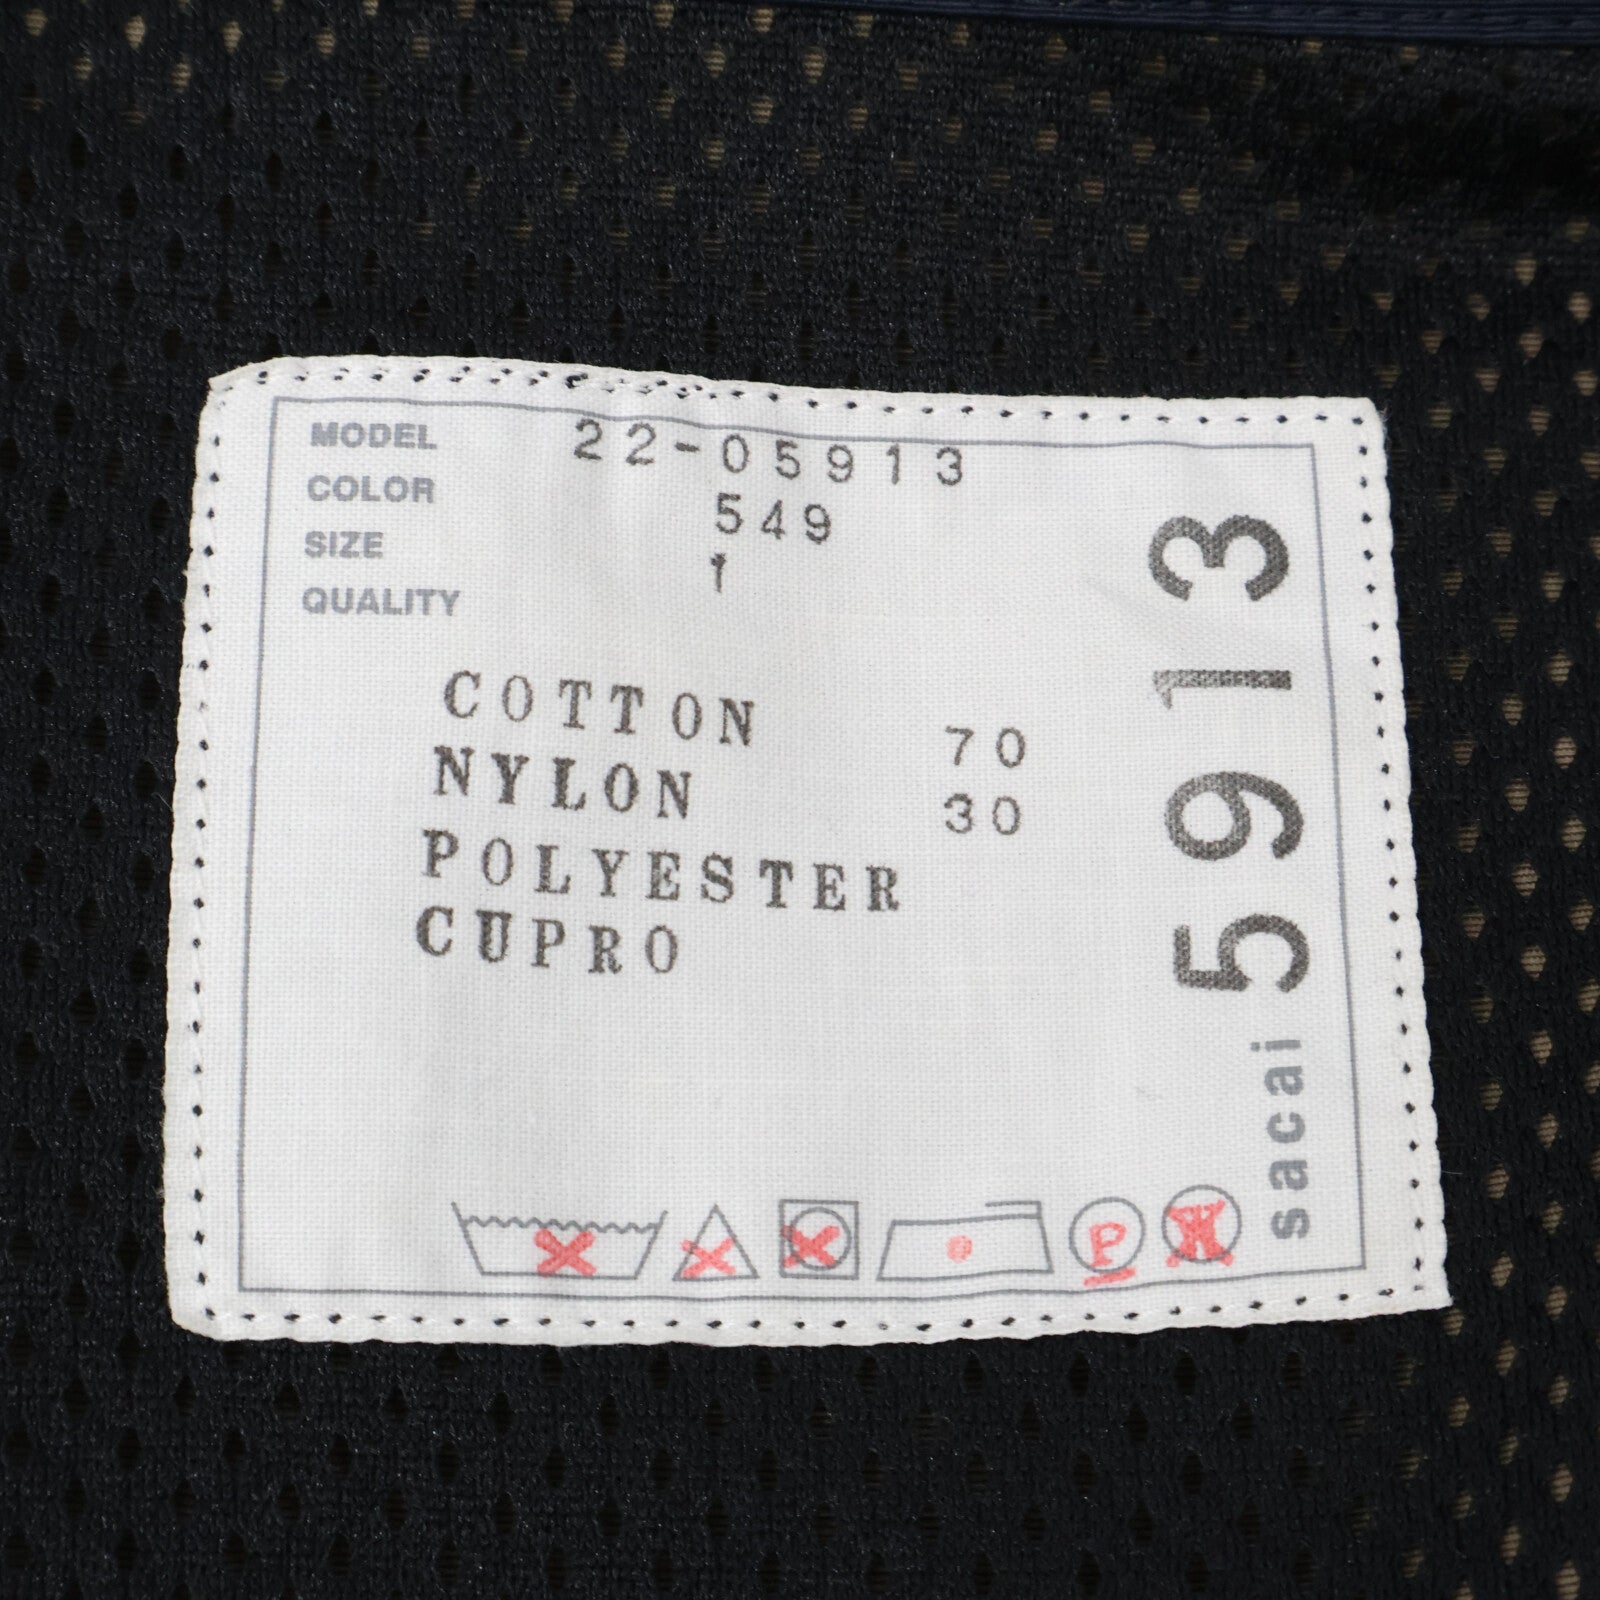 MODEL 22-05913
COLOR 549
SIZE 1
QUALITY
COTTON 70
NYLON 30
POLYESTER
CUPRO
P
W
sacai 5913